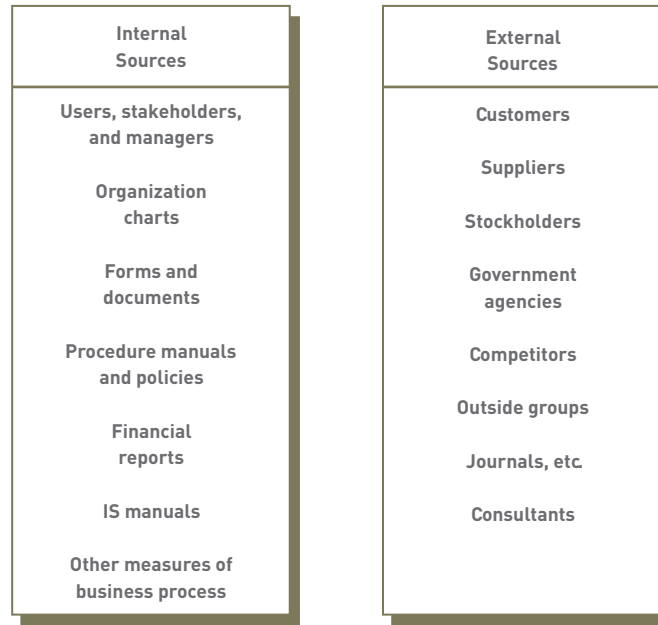 Internal
Sources
Users, stakeholders,
and managers
Organization
charts
Forms and
documents
Procedure manuals
and policies
Financial
reports
IS manuals
Other measures of
business process
External
Sources
Customers
Suppliers
Stockholders
Government
agencies
Competitors
Outside groups
Journals, etc.
Consultants